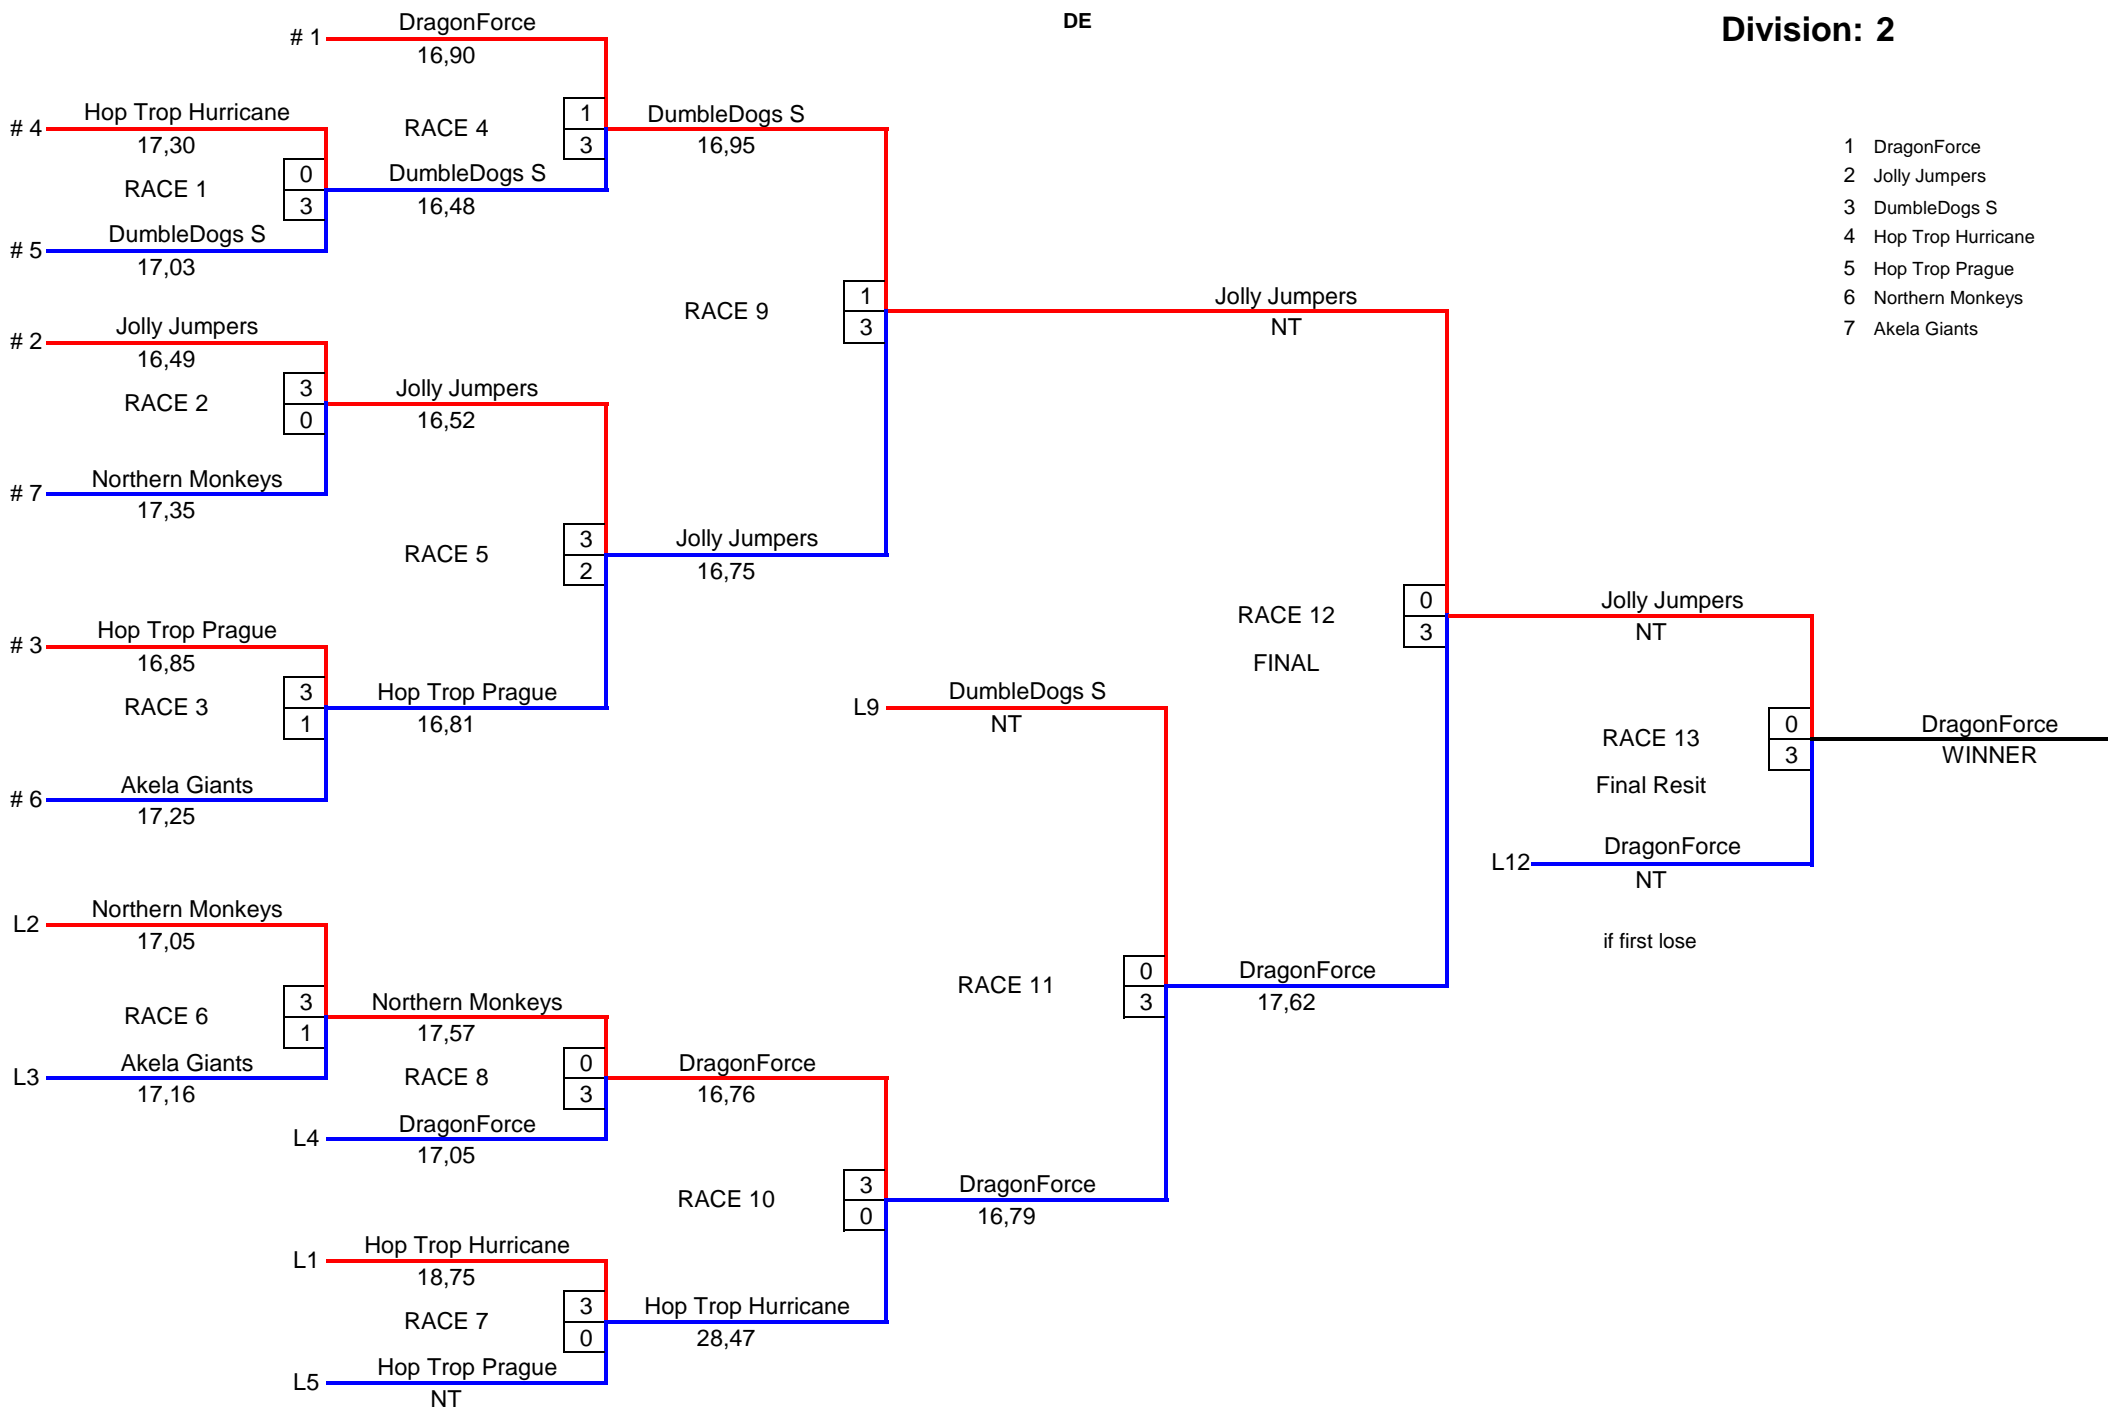 DE
Division: 2
# 1
DragonForce
16,90
# 4
Hop Trop Hurricane
17,30
RACE 1
0
3
# 5
DumbleDogs S
17,03
RACE 4
1
3
DumbleDogs S
16,48
DumbleDogs S
16,95
# 2
Jolly Jumpers
16,49
RACE 2
3
0
# 7
Northern Monkeys
17,35
Jolly Jumpers
16,52
RACE 5
3
2
Jolly Jumpers
16,75
# 3
Hop Trop Prague
16,85
RACE 3
3
1
# 6
Akela Giants
17,25
Hop Trop Prague
16,81
RACE 9
1
3
Jolly Jumpers
NT
1 DragonForce
2 Jolly Jumpers
3 DumbleDogs S
4 Hop Trop Hurricane
5 Hop Trop Prague
6 Northern Monkeys
7 Akela Giants
RACE 12
FINAL
0
3
Jolly Jumpers
NT
RACE 13
Final Resit
0
3
DragonForce
WINNER
L12
DragonForce
NT
if first lose
L9
DumbleDogs S
NT
RACE 11
0
3
DragonForce
17,62
L2
Northern Monkeys
17,05
RACE 6
3
1
L3
Akela Giants
17,16
Northern Monkeys
17,57
RACE 8
0
3
L4
DragonForce
17,05
DragonForce
16,76
RACE 10
3
0
DragonForce
16,79
L1
Hop Trop Hurricane
18,75
RACE 7
3
0
L5
Hop Trop Prague
NT
Hop Trop Hurricane
28,47